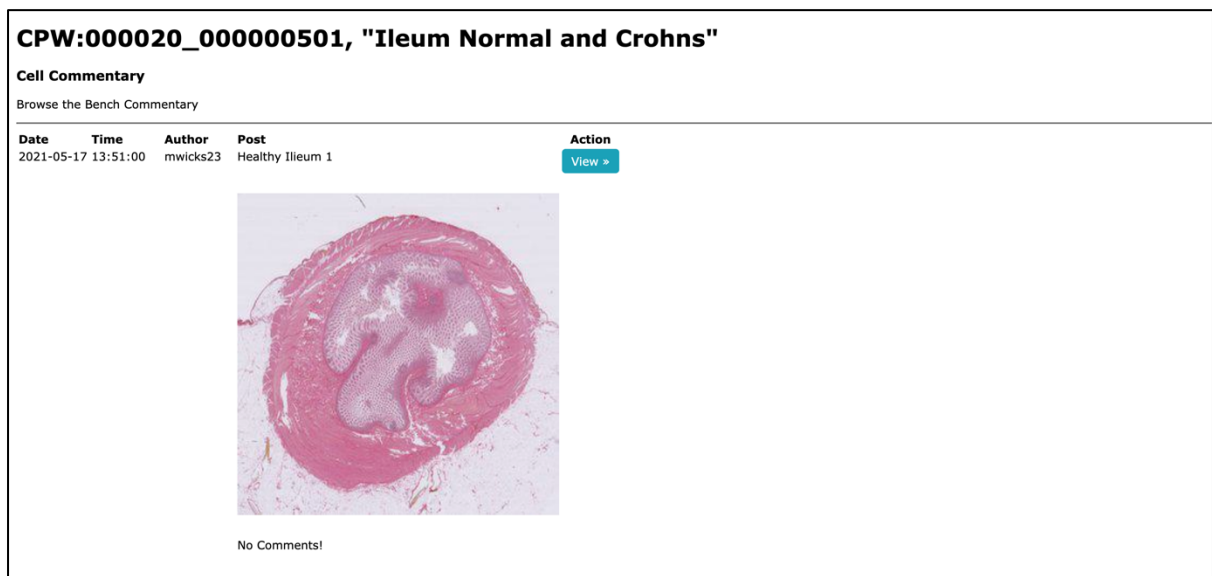 CPW:000020_000000501, "Ileum Normal and Crohns"
Cell Commentary
Browse the Bench Commentary
Date Time Author Post Action
2021-05-17 13:51:00 mwicks23 Healthy Ilieum 1 View »
No Comments!